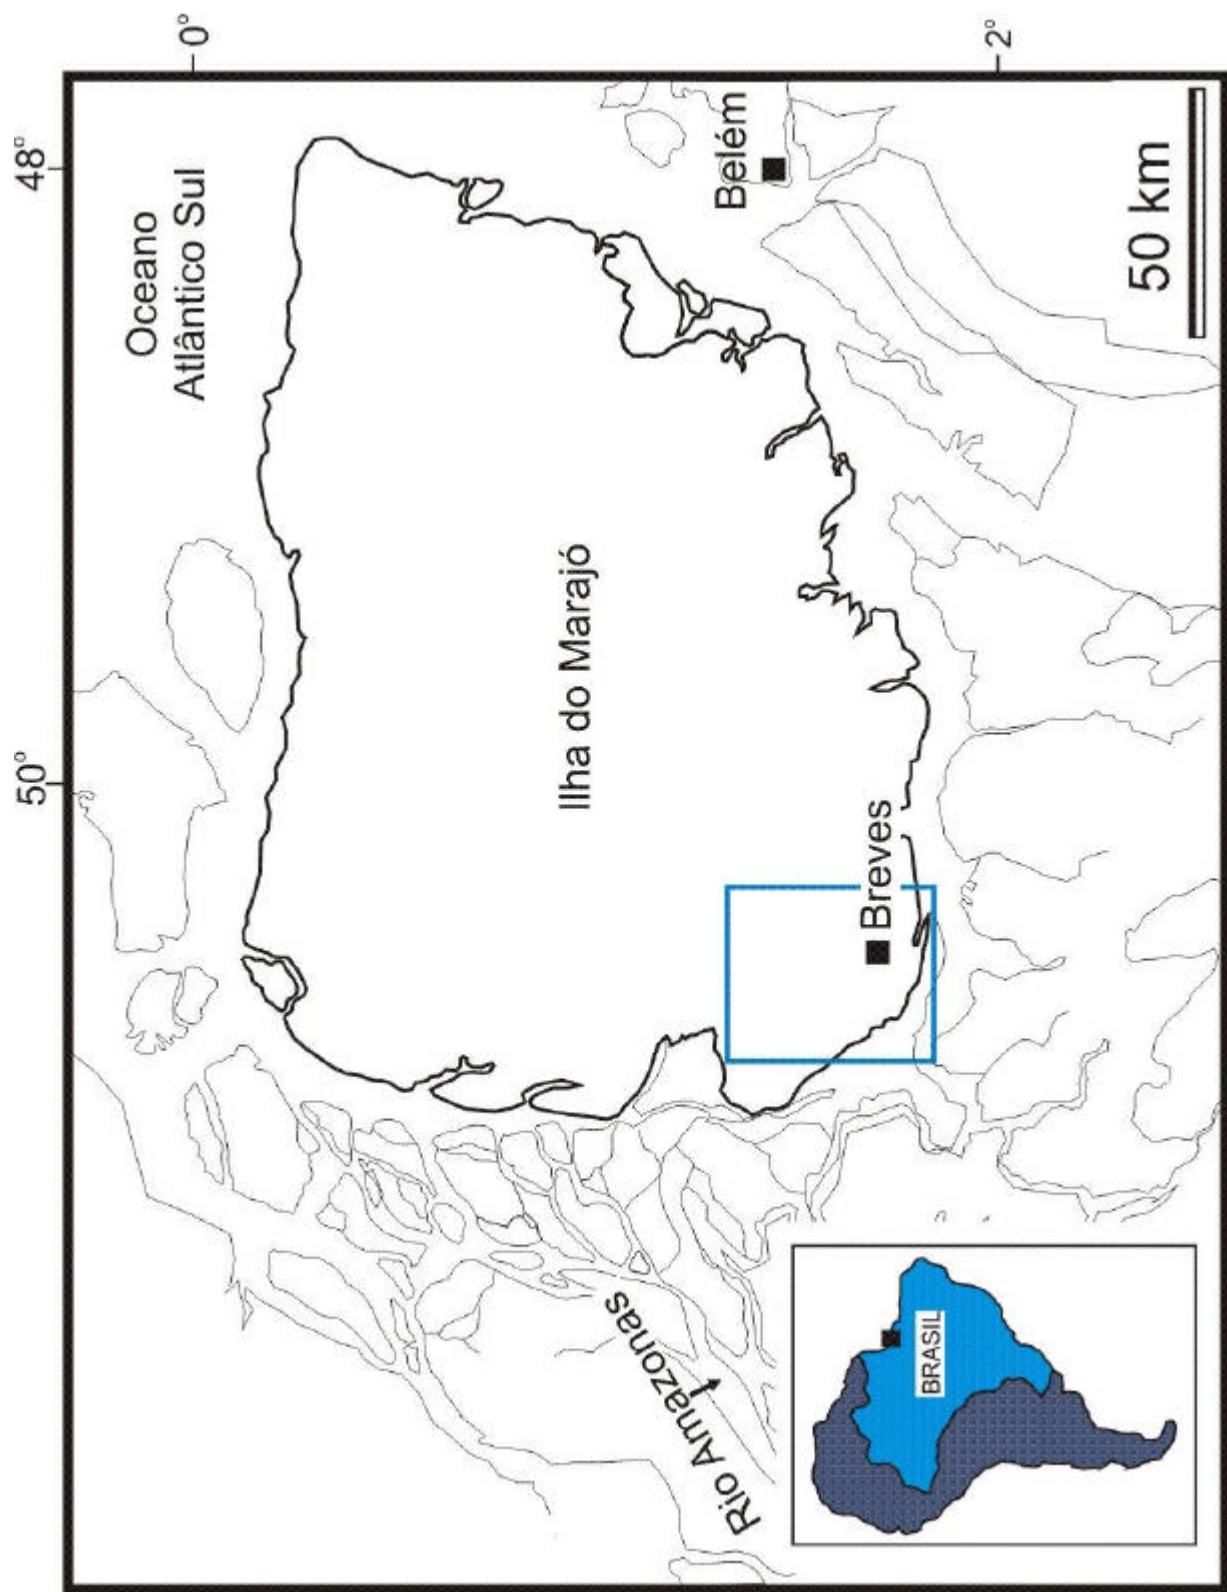 48°
50°
0°
2°
Oceano
Atlântico Sul
Belém
Ilha do Marajó
Breves
Rio Amazonas
BRASIL
50 km